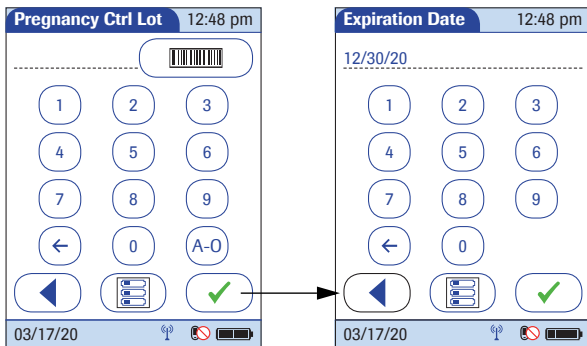 Pregnancy Ctrl Lot 12:48 pm
1 2 3
4 5 6
7 8 9
0 A-O
03/17/20
Expiration Date 12:48 pm
12/30/20
1 2 3
4 5 6
7 8 9
0
03/17/20